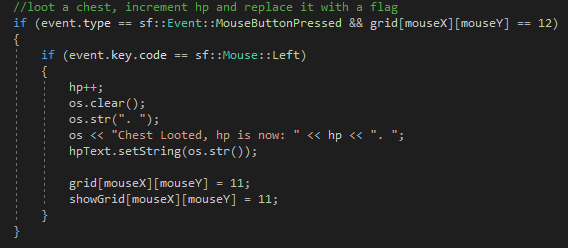 //loot a chest, increment hp and replace it with a flag
if (event.type == sf::Event::MouseButtonPressed && grid[mouseX][mouseY] == 12)
{
if (event.key.code == sf::Mouse::Left)
{
hp++;
os.clear();
os.str(". ");
os << "Chest Looted, hp is now: " << hp << ". ";
hpText.setString(os.str());
grid[mouseX][mouseY] = 11;
showGrid[mouseX][mouseY] = 11;
}
}